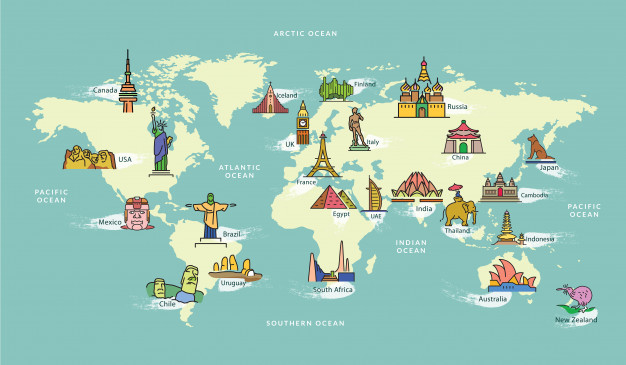 ARCTIC OCEAN
Canada
Iceland
Finland
Russia
USA
UK
Italy
China
Japan
ATLANTIC
OCEAN
France
PACIFIC
OCEAN
Mexico
Brazil
Egypt
UAE
India
Thailand
Cambodia
PACIFIC
OCEAN
Indonesia
INDIAN
OCEAN
Uruguay
South Africa
Chile
Australia
New Zealand
SOUTHERN OCEAN